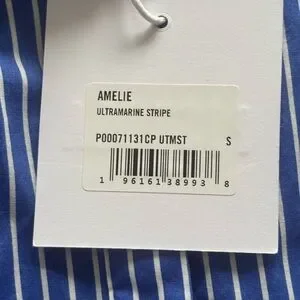 AMELIE
ULTRAMARINE STRIPE
P00071131CP UTMST S
1 96161 38993 8